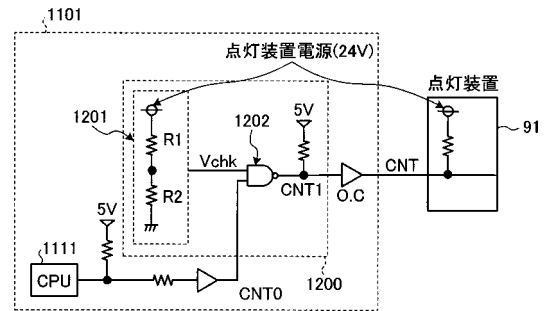 1101
点灯装置電源(24V)
点灯装置
1201
1202
5V
R1
Vchk
91
CNT
CNT1
O.C
R2
5V
1111
CPU
CNT0
1200